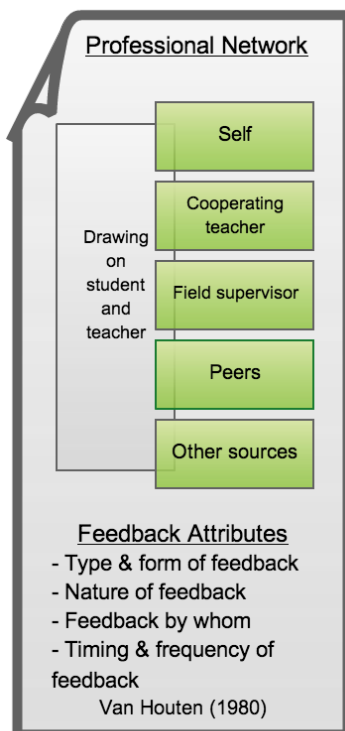 Professional Network
Self
Cooperating
teacher
Drawing
on
student
and
teacher
Field supervisor
Peers
Other sources
Feedback Attributes
- Type & form of feedback
- Nature of feedback
- Feedback by whom
- Timing & frequency of
feedback
Van Houten (1980)